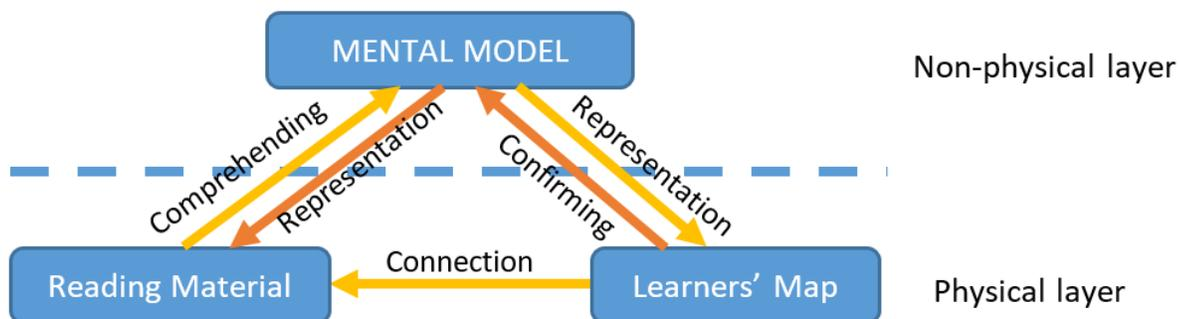 MENTAL MODEL
Non-physical layer
Comprehending
Representation
Confirming
Representation
Reading Material
Connection
Learners’ Map
Physical layer